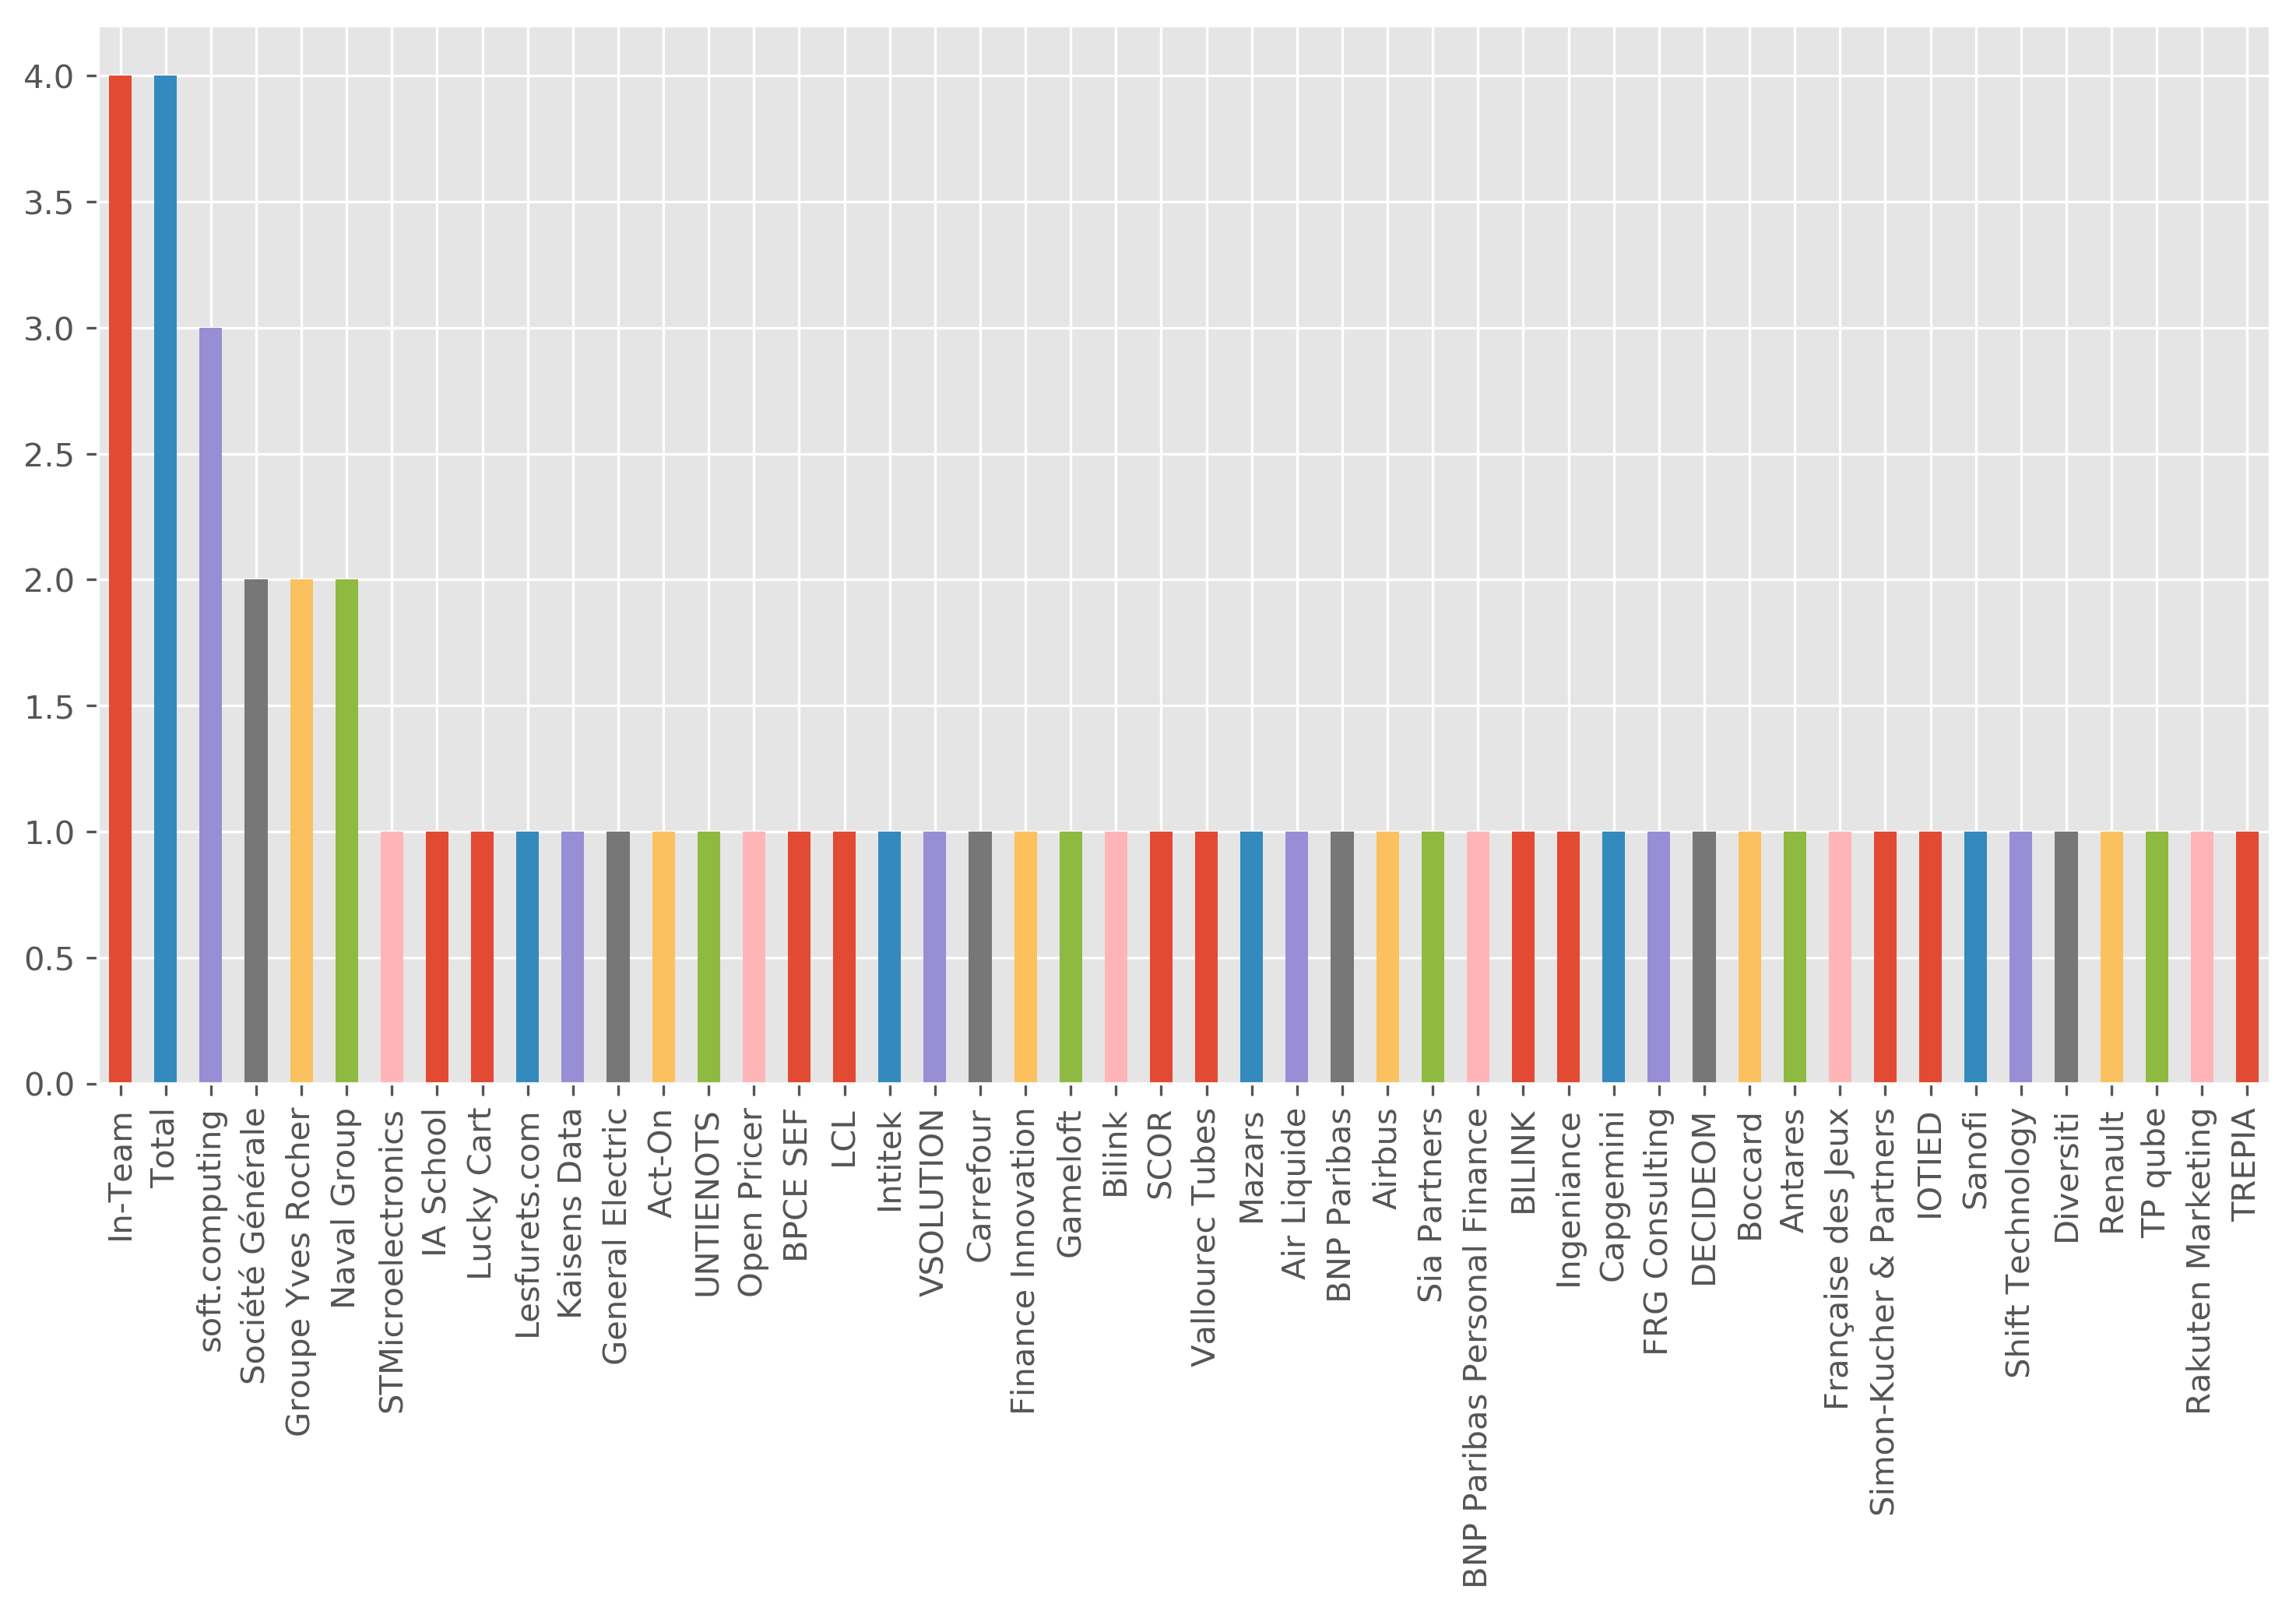 4.0
3.5
3.0
2.5
2.0
1.5
1.0
0.5
0.0
In-Team
Total
soft.computing
Société Générale
Groupe Yves Rocher
Naval Group
STMicroelectronics
IA School
Lucky Cart
Lesfurets.com
Kaisens Data
General Electric
Act-On
UNTIENOTS
Open Pricer
BPCE SEF
LCL
Intitek
VSOLUTION
Carrefour
Finance Innovation
Gameloft
Billink
SCOR
Vallourec Tubes
Mazars
Air Liquide
BNP Paribas
Airbus
Sia Partners
BNP Paribas Personal Finance
BILINK
Ingeniance
Capgemini
FRG Consulting
DECIDEOM
Boccard
Antares
Française des Jeux
Simon-Kucher & Partners
IOTIED
Sanofi
Shift Technology
Diversiti
Renault
TP qube
Rakuten Marketing
TREPIA